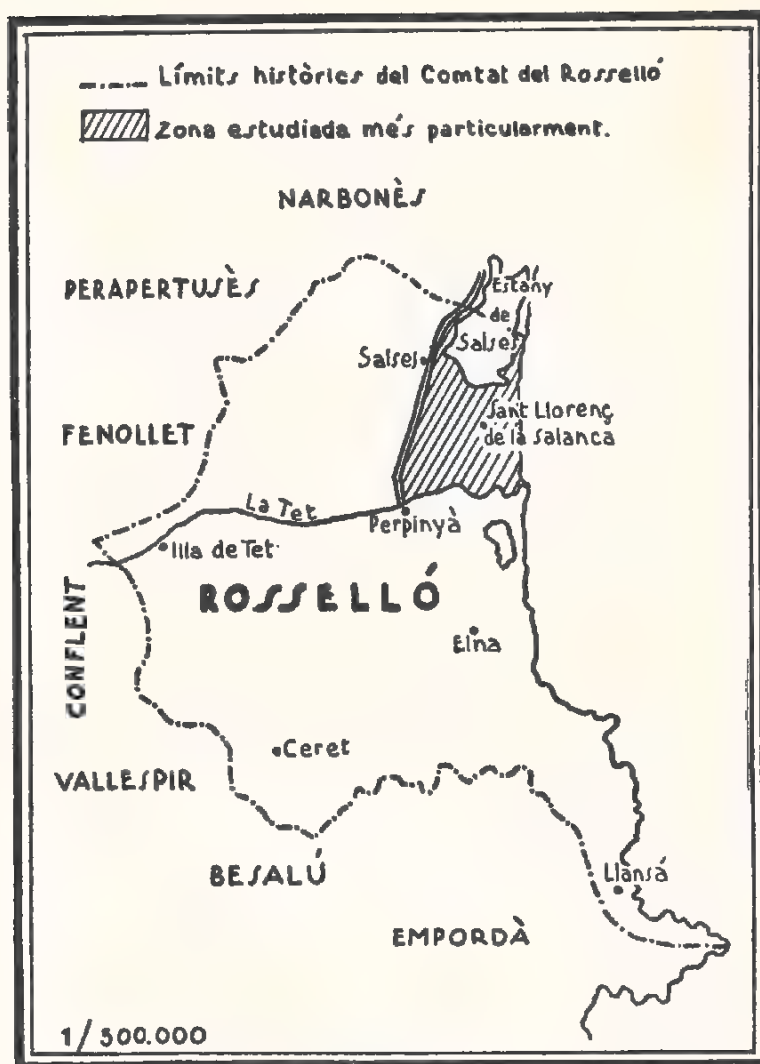 Límits històrics del Comtat del Rosselló
Zona estudiada més particularment.
NARBONÈS
PERAPERTUSÈS
Estany
de
Salses
Salses
Sant Llorenç
de la Salanca
FENOLLET
La Tet
Perpinyà
Illa de Tet
ROSSELLÓ
CONFLENT
Elna
Ceret
VALLESPIR
BESALÚ
Llansá
EMPORDÀ
1/500.000